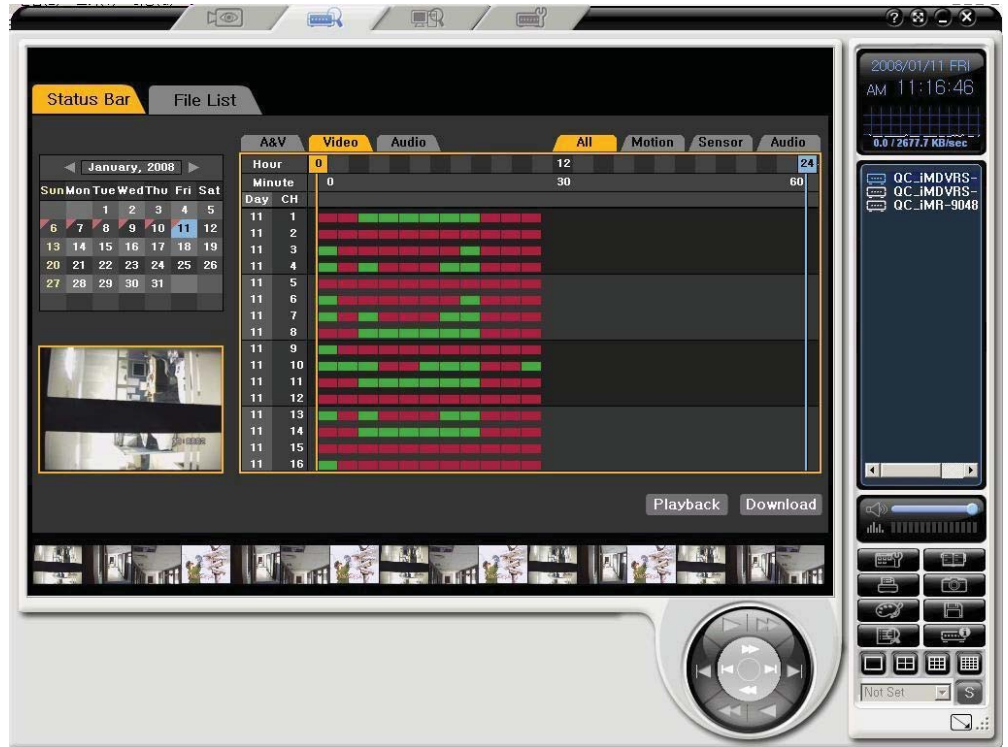 2008/01/11 FRI
AM 11:16:46
0.0 / 2677.7 KB/sec
Status Bar File List
A&V Video Audio All Motion Sensor Audio
January, 2008
Sun Mon Tue Wed Thu Fri Sat
1 2 3 4 5
6 7 8 9 10 11 12
13 14 15 16 17 18 19
20 21 22 23 24 25 26
27 28 29 30 31
Hour 0 12 24
Minute 0 30 60
Day CH
11 1
11 2
11 3
11 4
11 5
11 6
11 7
11 8
11 9
11 10
11 11
11 12
11 13
11 14
11 15
11 16
Playback Download
QC_iMDVRS-
QC_iMDVRS-
QC_iMR-9048
Not Set S